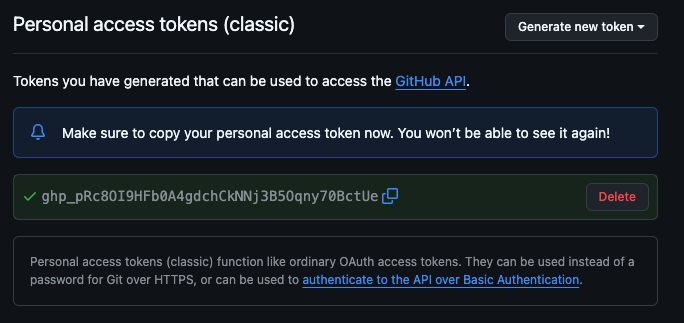 Personal access tokens (classic)
Generate new token
Tokens you have generated that can be used to access the GitHub API.
Make sure to copy your personal access token now. You won't be able to see it again!
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
Delete
Personal access tokens (classic) function like ordinary OAuth access tokens. They can be used instead of a
password for Git over HTTPS, or can be used to authenticate to the API over Basic Authentication.